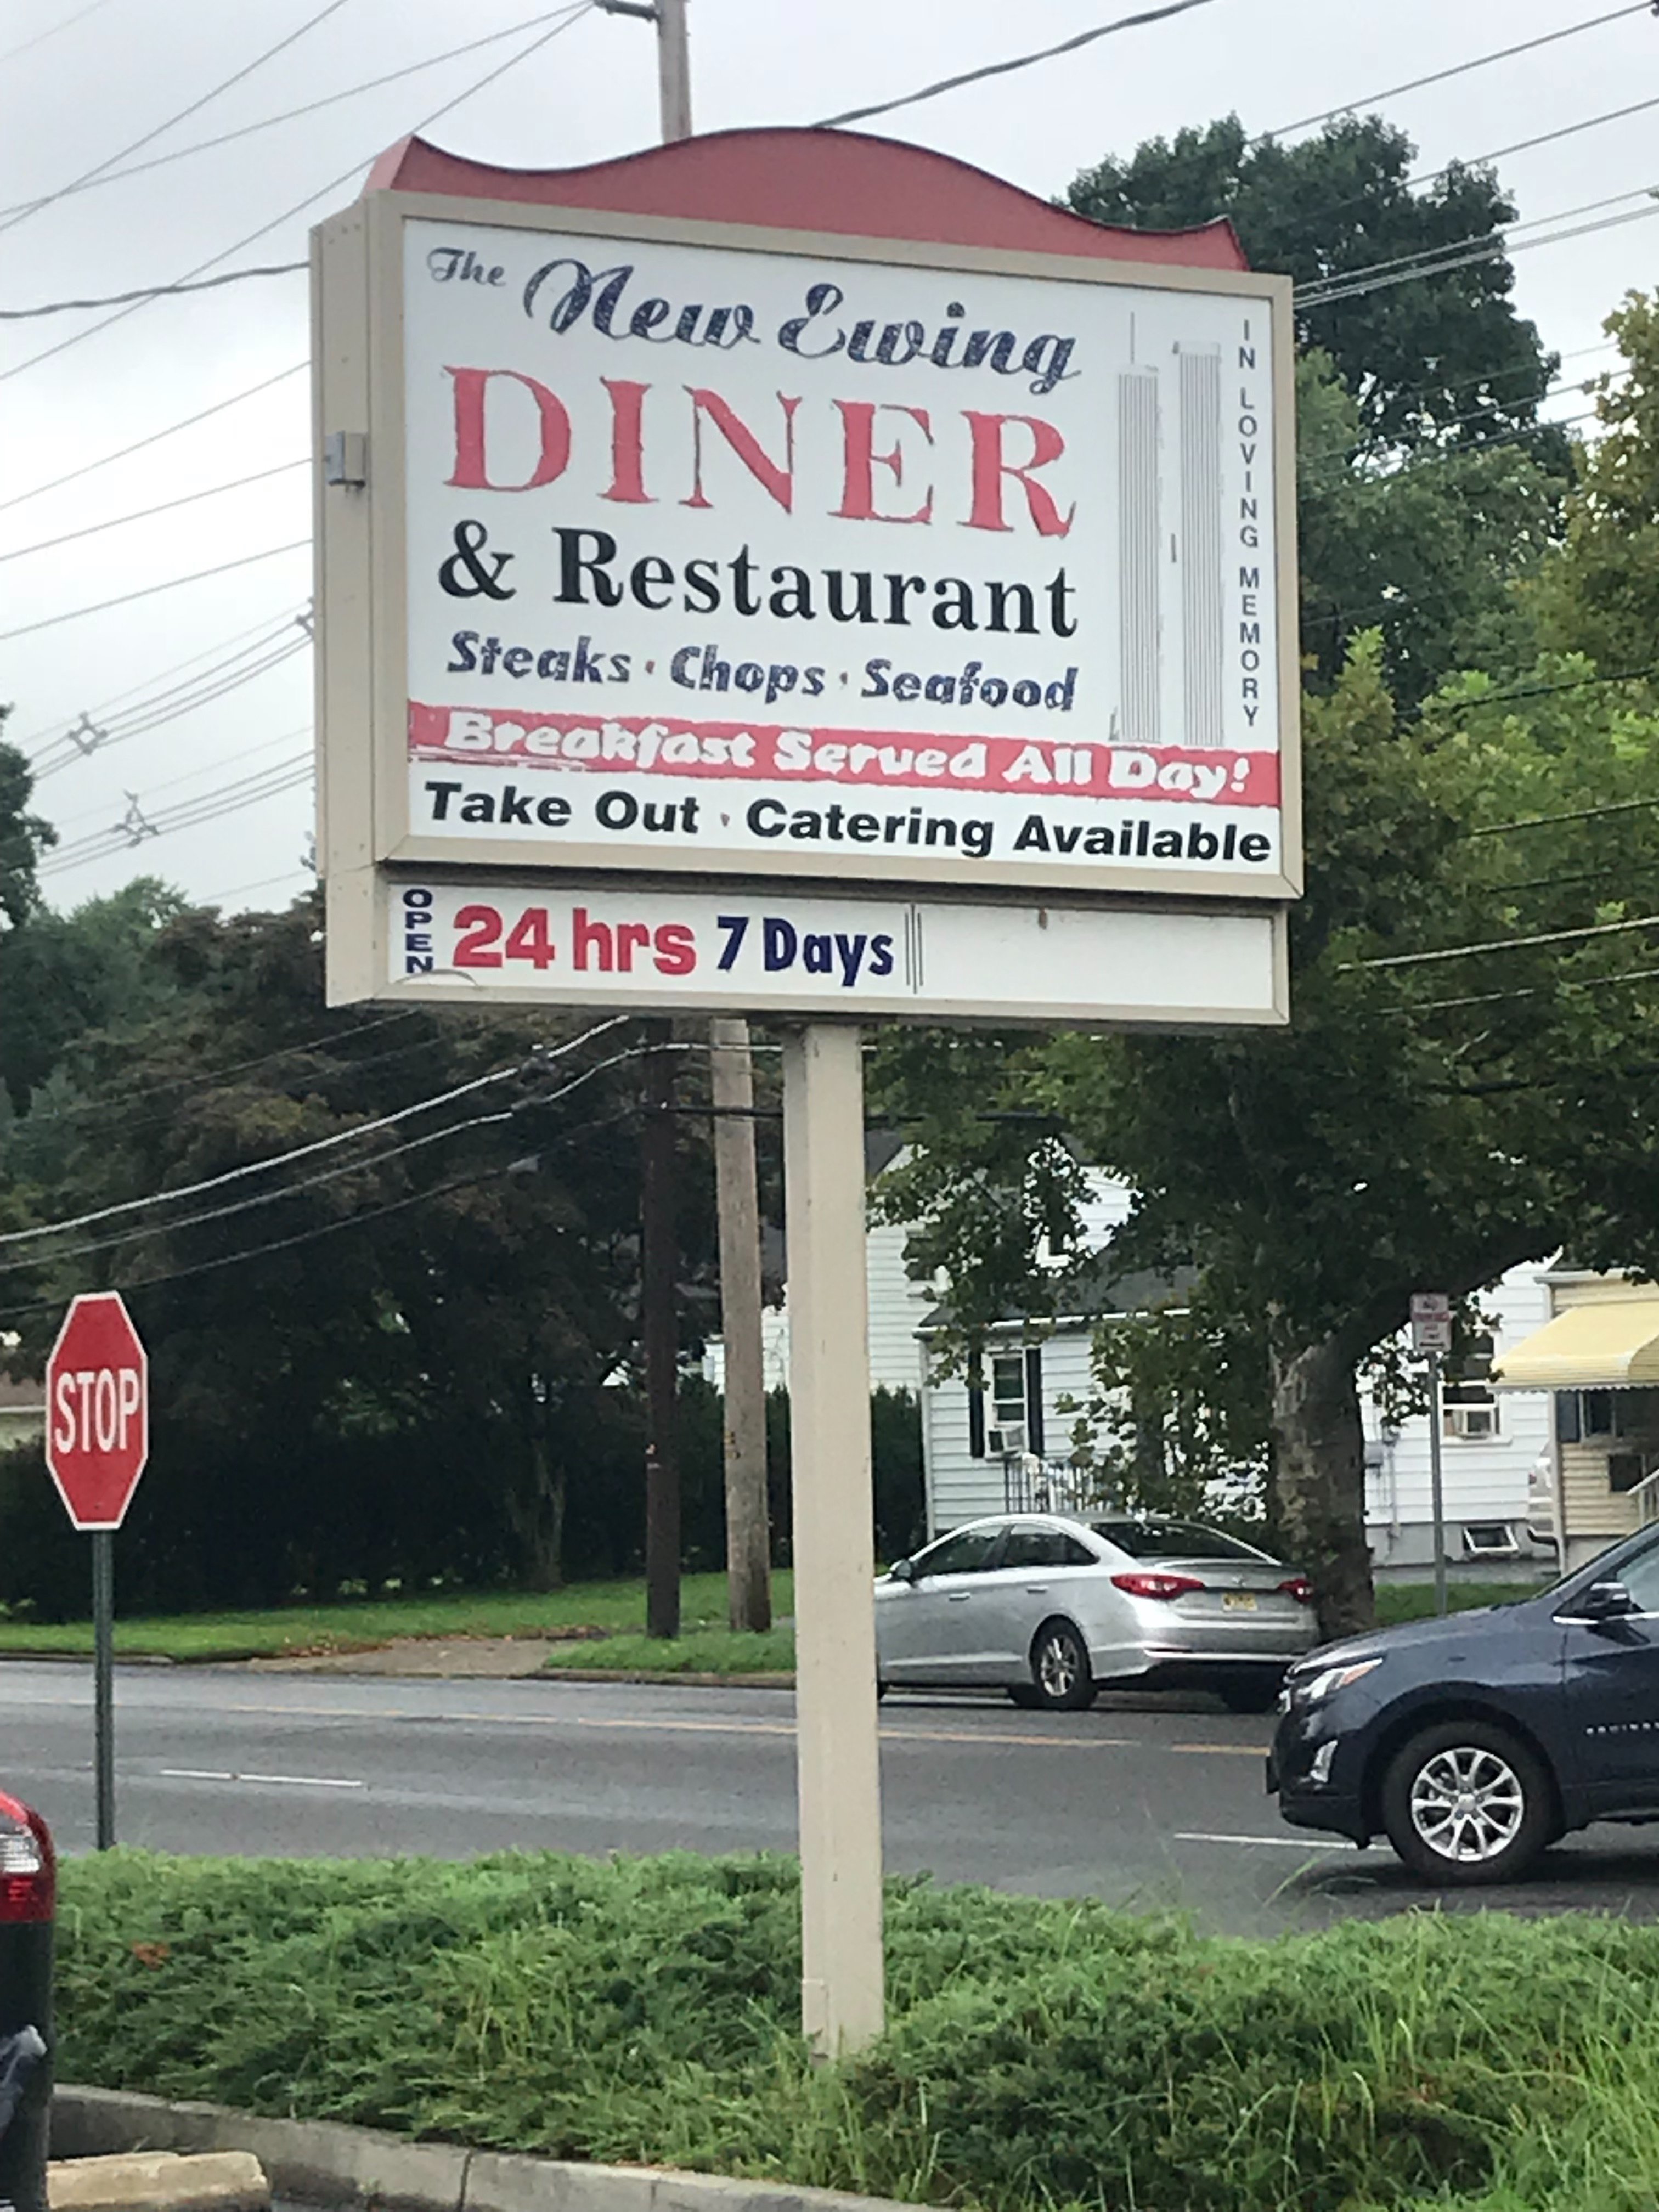 The New Ewing
DINER
& Restaurant
Steaks · Chops · Seafood
Breakfast Served All Day!
Take Out · Catering Available
IN LOVING MEMORY
OPEN
24 hrs 7 Days
STOP